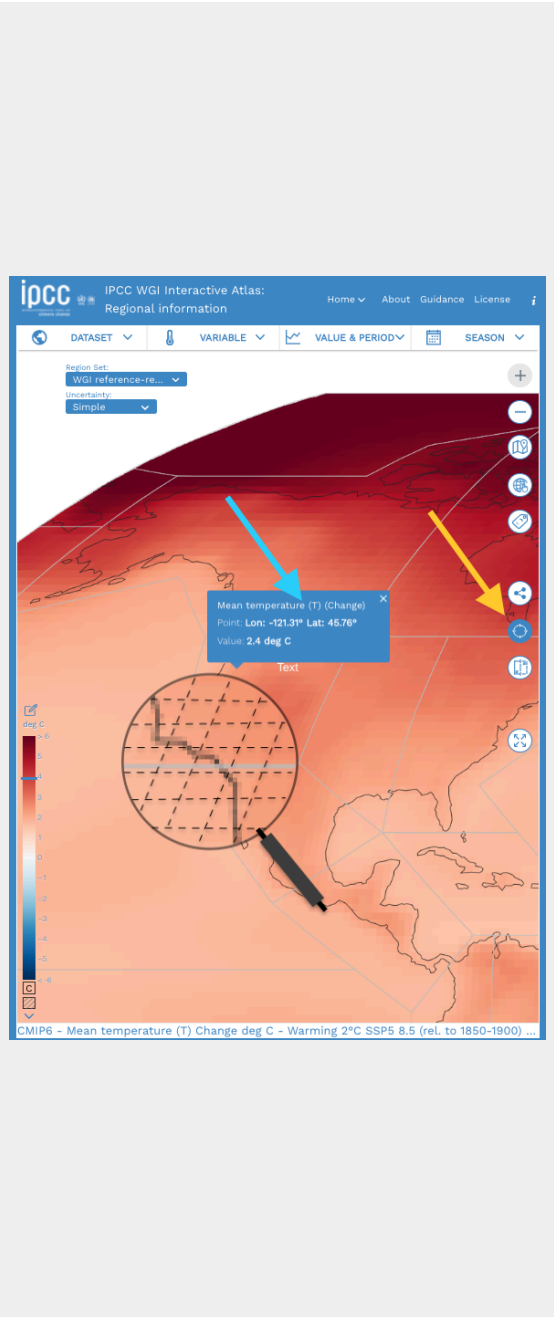 ipcc
IPCC WGI Interactive Atlas:
Regional information
Home About Guidance License i
DATASET VARIABLE VALUE & PERIOD SEASON
Region Set:
WGI reference-re...
Uncertainty:
Simple
Mean temperature (T) (Change)
Point: Lon: -121.31° Lat: 45.76°
Value: 2.4 deg C
Text
deg C
> 6
5
4
3
2
1
0
-1
-2
-3
-4
-5
< -6
C
CMIP6 - Mean temperature (T) Change deg C - Warming 2°C SSP5 8.5 (rel. to 1850-1900) ...